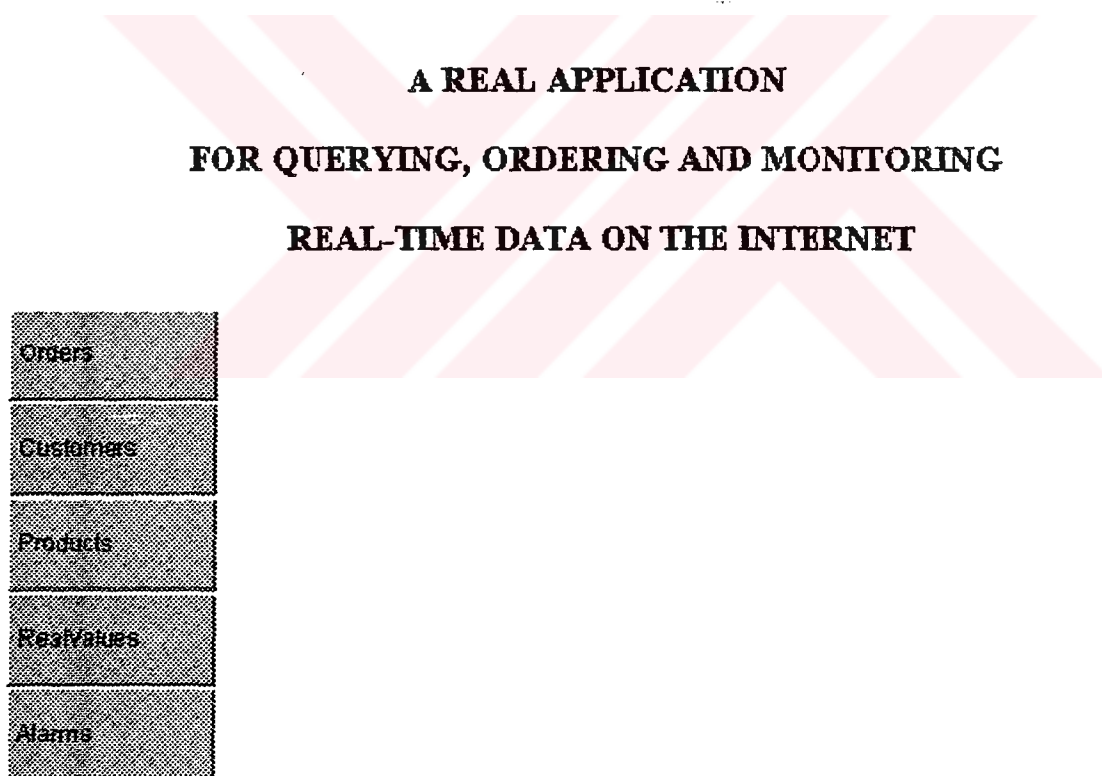 A REAL APPLICATION
FOR QUERYING, ORDERING AND MONITORING
REAL-TIME DATA ON THE INTERNET
Orders
Customers
Products
RealValues
Alarms